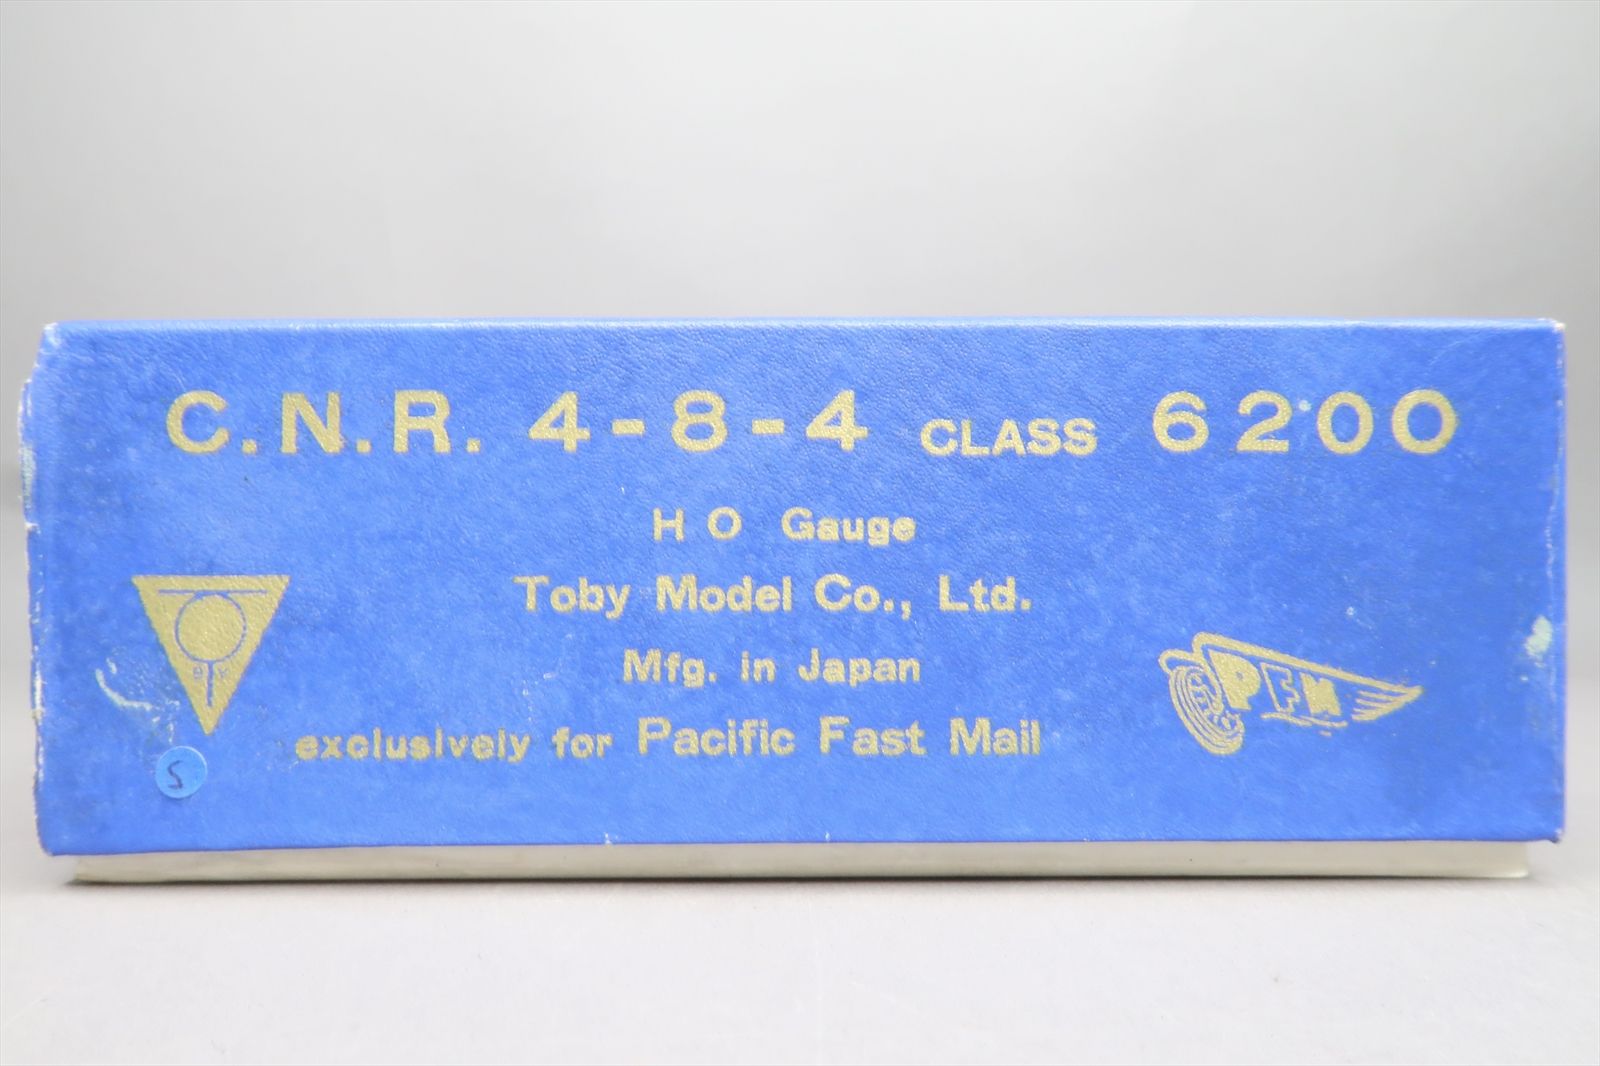 C.N.R. 4-8-4 CLASS 6200
HO Gauge
Toby Model Co., Ltd.
Mfg. in Japan
exclusively for Pacific Fast Mail
PFM